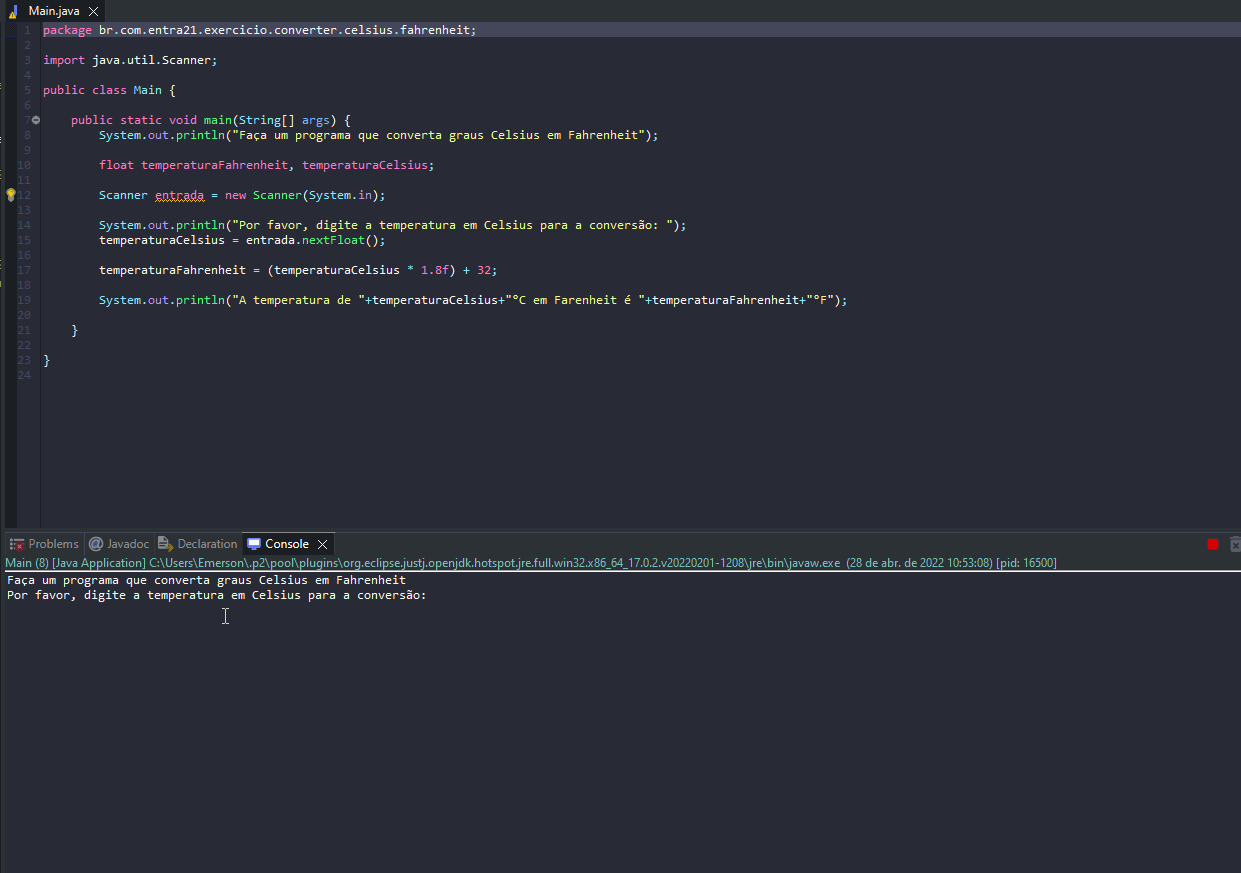 Main.java
1 package br.com.entra21.exercicio.converter.celsius.fahrenheit;
2
3 import java.util.Scanner;
4
5 public class Main {
6
7 public static void main(String[] args) {
8 System.out.println("Faça um programa que converta graus Celsius em Fahrenheit");
9
10 float temperaturaFahrenheit, temperaturaCelsius;
11
12 Scanner entrada = new Scanner(System.in);
13
14 System.out.println("Por favor, digite a temperatura em Celsius para a conversão: ");
15 temperaturaCelsius = entrada.nextFloat();
16
17 temperaturaFahrenheit = (temperaturaCelsius * 1.8f) + 32;
18
19 System.out.println("A temperatura de "+temperaturaCelsius+"°C em Farenheit é "+temperaturaFahrenheit+"°F");
20
21 }
22
23 }
24
Problems @ Javadoc Declaration Console
Main (8) [Java Application] C:\Users\Emerson\.p2\pool\plugins\org.eclipse.justj.openjdk.hotspot.jre.full.win32.x86_64_17.0.2.v20220201-1208\jre\bin\javaw.exe (28 de abr. de 2022 10:53:08) [pid: 16500]
Faça um programa que converta graus Celsius em Fahrenheit
Por favor, digite a temperatura em Celsius para a conversão: